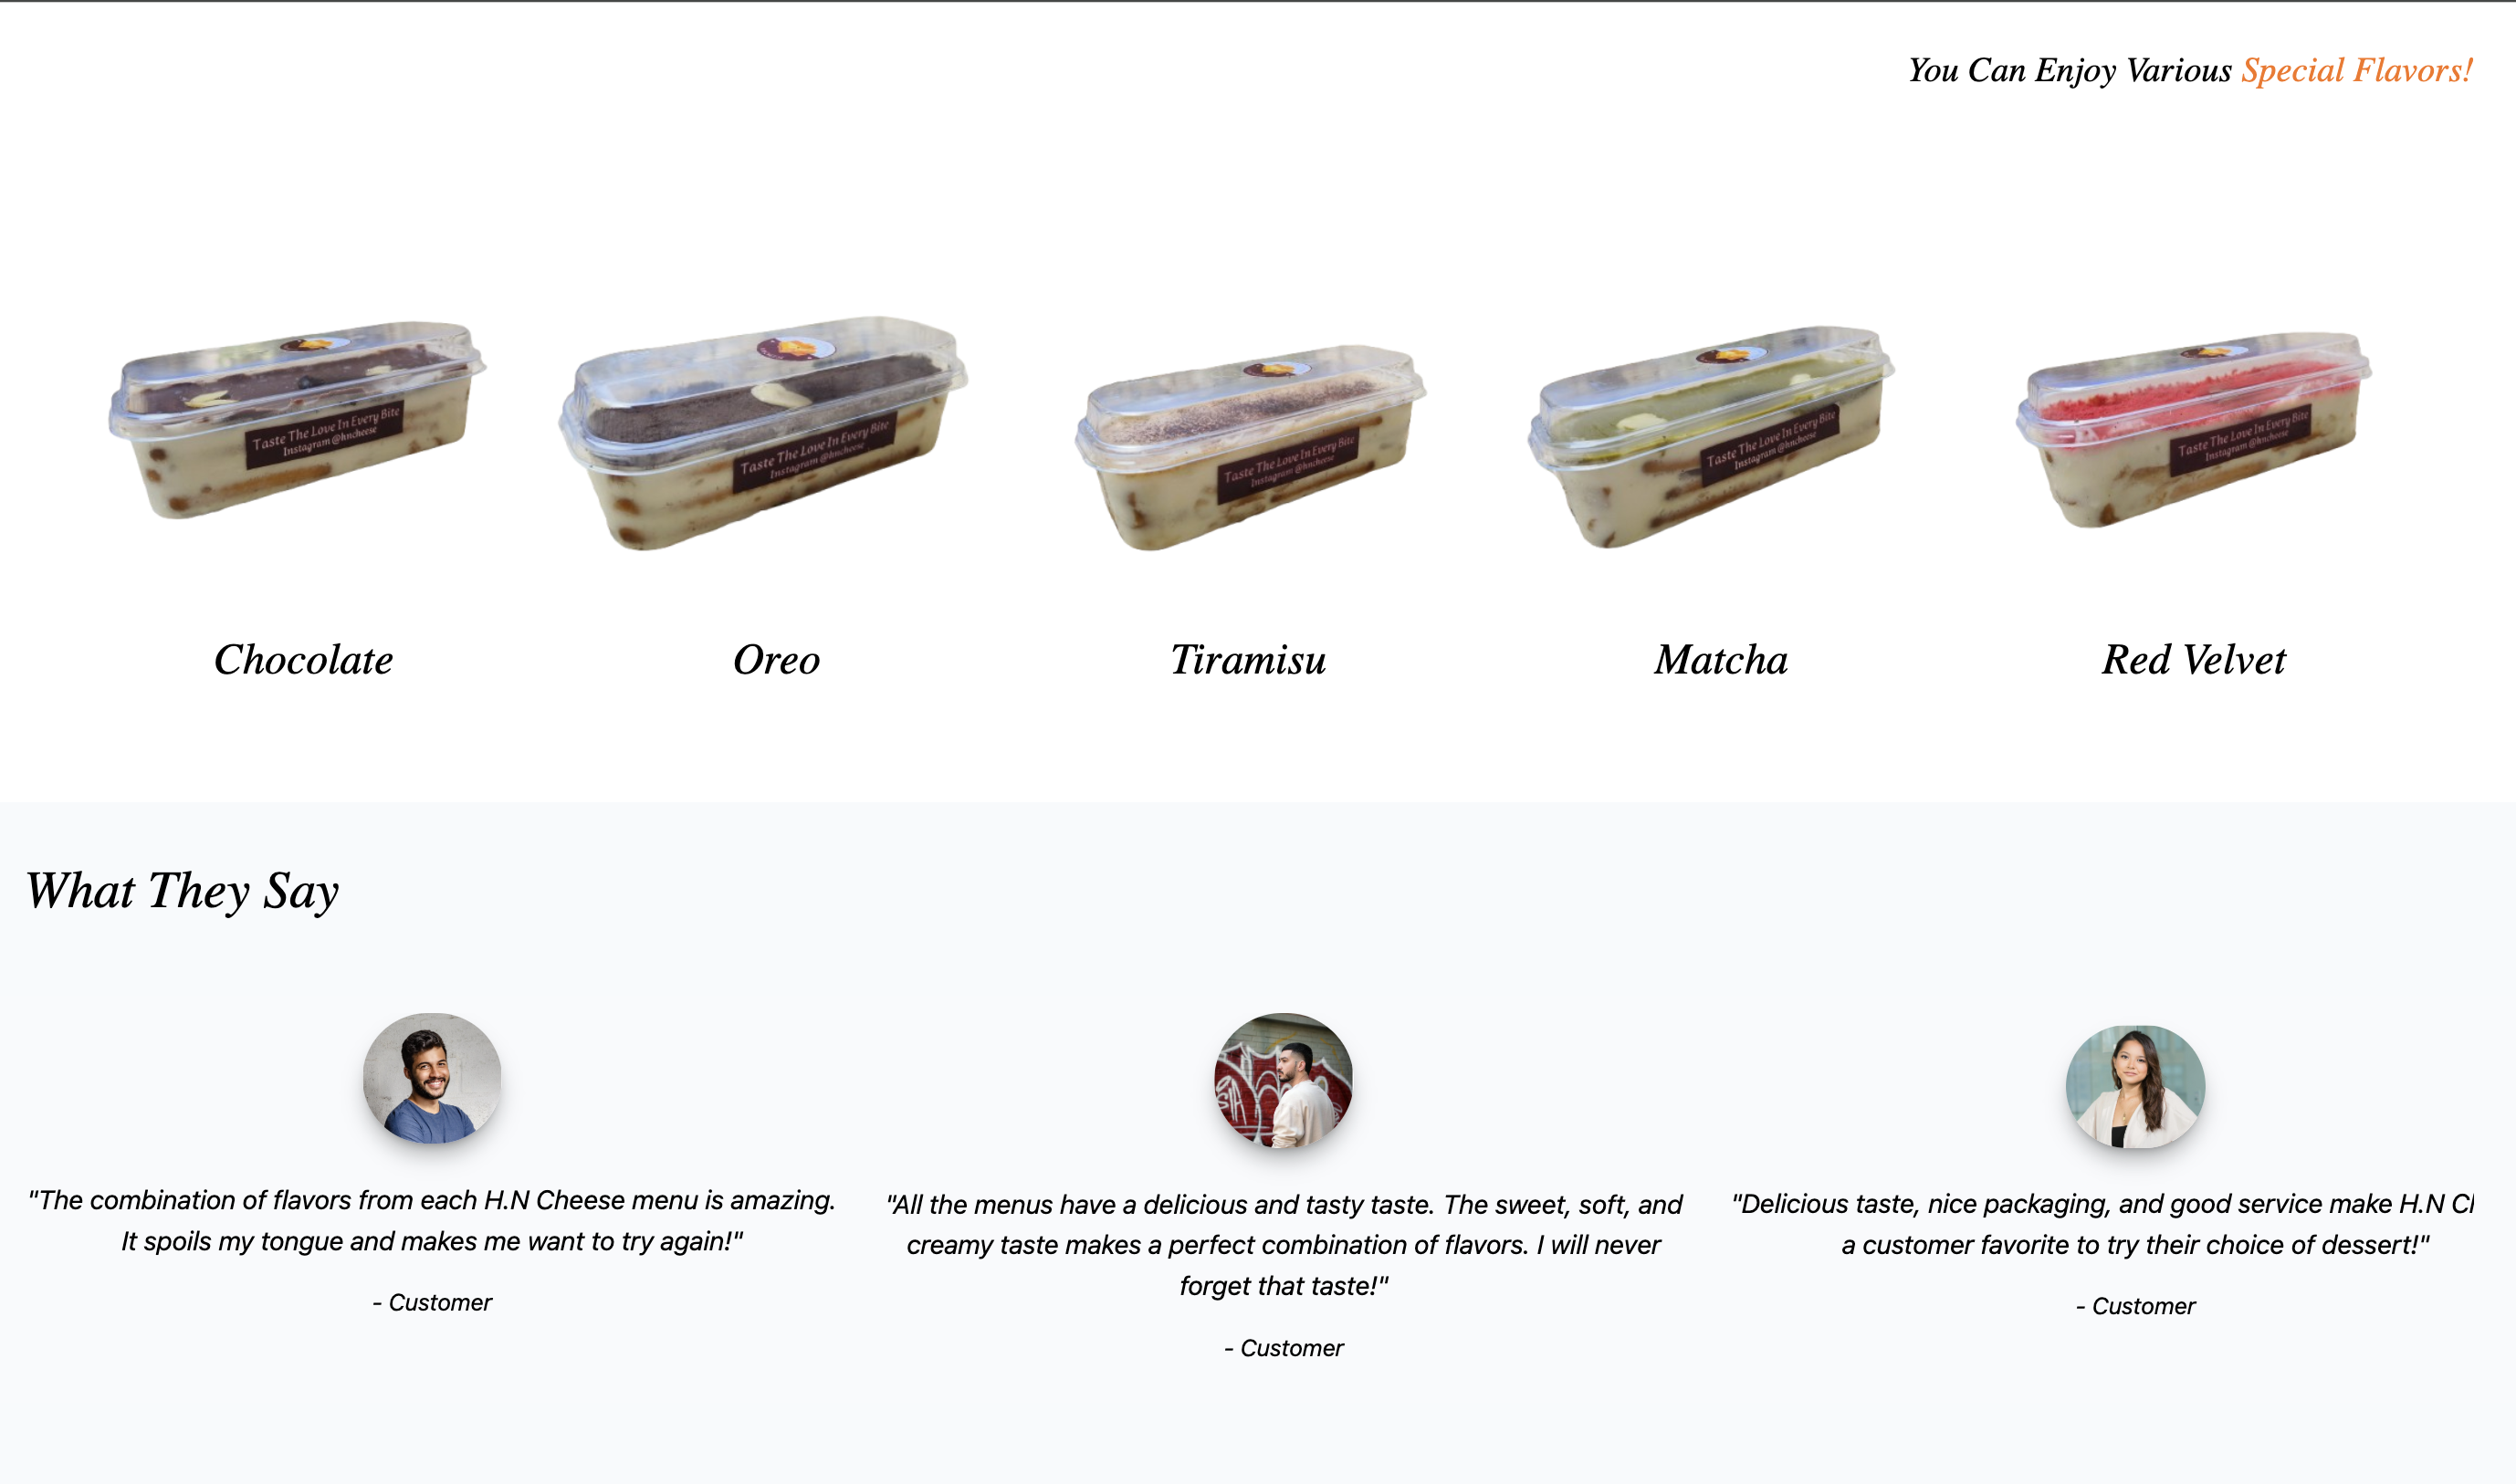 You Can Enjoy Various Special Flavors!
Taste The Love In Every Bite
Instagram @hncheese
Taste The Love In Every Bite
Instagram @hncheese
Taste The Love In Every Bite
Instagram @hncheese
Taste The Love In Every Bite
Instagram @hncheese
Taste The Love In Every Bite
Instagram @hncheese
Chocolate
Oreo
Tiramisu
Matcha
Red Velvet
What They Say
"The combination of flavors from each H.N Cheese menu is amazing.
It spoils my tongue and makes me want to try again!"
- Customer
"All the menus have a delicious and tasty taste. The sweet, soft, and
creamy taste makes a perfect combination of flavors. I will never
forget that taste!"
- Customer
"Delicious taste, nice packaging, and good service make H.N
a customer favorite to try their choice of dessert!"
- Customer